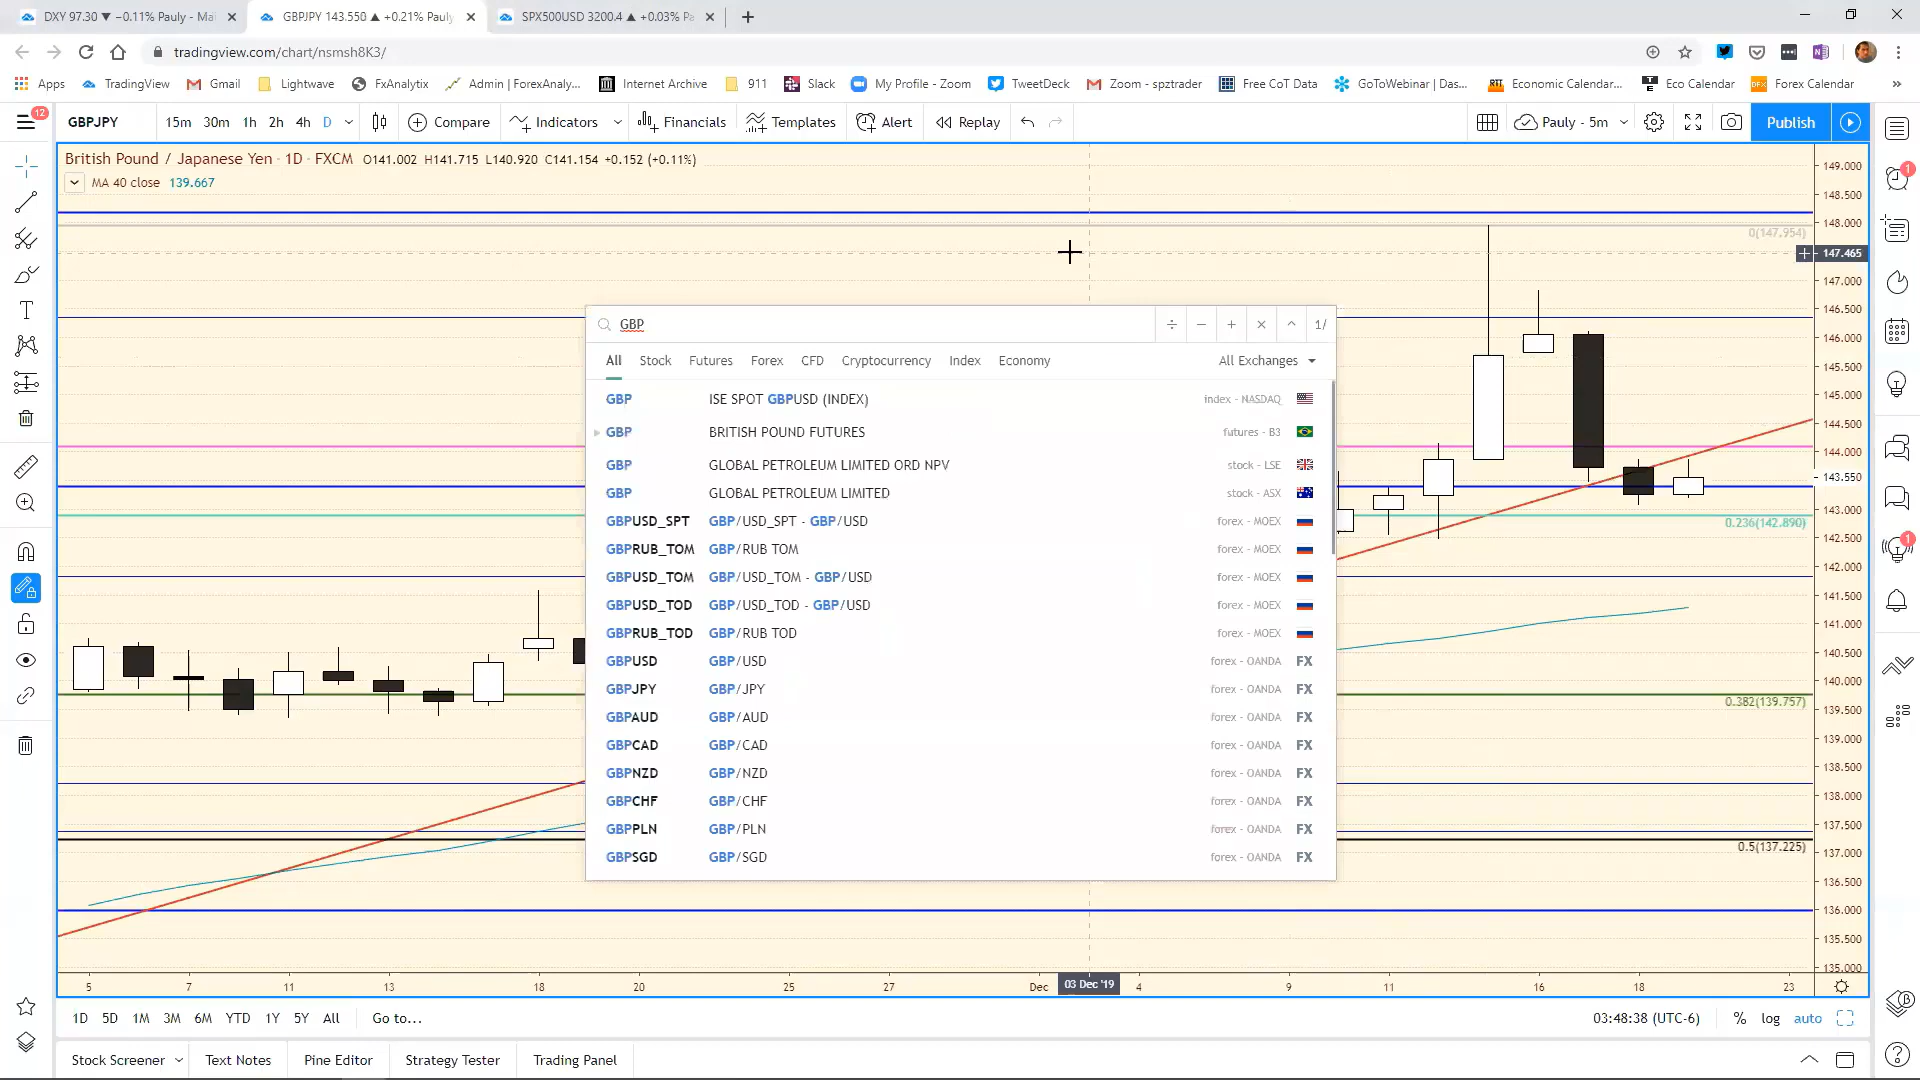 DXY 97.30 ▼ −0.11% Pauly - Ma
GBPJPY 143.550 ▲ +0.21% Pauly
SPX500USD 3200.4 ▲ +0.03% Pa
tradingview.com/chart/nsmsh8K3/
Apps
TradingView
Gmail
Lightwave
FxAnalytix
Admin | ForexAnaly...
Internet Archive
911
Slack
My Profile - Zoom
TweetDeck
Zoom - spztrader
Free CoT Data
GoToWebinar | Das...
RTT
Economic Calendar...
Eco Calendar
Forex Calendar
»
12
GBPJPY
15m
30m
1h
2h
4h
D
Compare
Indicators
Financials
Templates
Alert
Replay
Pauly - 5m
Publish
British Pound / Japanese Yen · 1D · FXCM O141.002 H141.715 L140.920 C141.154 +0.152 (+0.11%)
MA 40 close 139.667
149.000
148.500
148.000
0(147.954)
147.465
147.000
146.500
146.000
145.500
145.000
144.500
144.000
143.550
143.000
0.236(142.890)
142.500
142.000
141.500
141.000
140.500
140.000
0.382(139.757)
139.500
139.000
138.500
138.000
137.500
0.5(137.225)
137.000
136.500
136.000
135.500
135.000
GBP
÷ − + × 1/
All Stock Futures Forex CFD Cryptocurrency Index Economy All Exchanges
GBP ISE SPOT GBPUSD (INDEX) index - NASDAQ
GBP BRITISH POUND FUTURES futures - B3
GBP GLOBAL PETROLEUM LIMITED ORD NPV stock - LSE
GBP GLOBAL PETROLEUM LIMITED stock - ASX
GBPUSD_SPT GBP/USD_SPT - GBP/USD forex - MOEX
GBPRUB_TOM GBP/RUB TOM forex - MOEX
GBPUSD_TOM GBP/USD_TOM - GBP/USD forex - MOEX
GBPUSD_TOD GBP/USD_TOD - GBP/USD forex - MOEX
GBPRUB_TOD GBP/RUB TOD forex - MOEX
GBPUSD GBP/USD forex - OANDA FX
GBPJPY GBP/JPY forex - OANDA FX
GBPAUD GBP/AUD forex - OANDA FX
GBPCAD GBP/CAD forex - OANDA FX
GBPNZD GBP/NZD forex - OANDA FX
GBPCHF GBP/CHF forex - OANDA FX
GBPPLN GBP/PLN forex - OANDA FX
GBPSGD GBP/SGD forex - OANDA FX
5 7 11 13 18 20 25 27 Dec 03 Dec '19 4 9 11 16 18 23
1D 5D 1M 3M 6M YTD 1Y 5Y All Go to... 03:48:38 (UTC-6) % log auto
Stock Screener Text Notes Pine Editor Strategy Tester Trading Panel
1
1